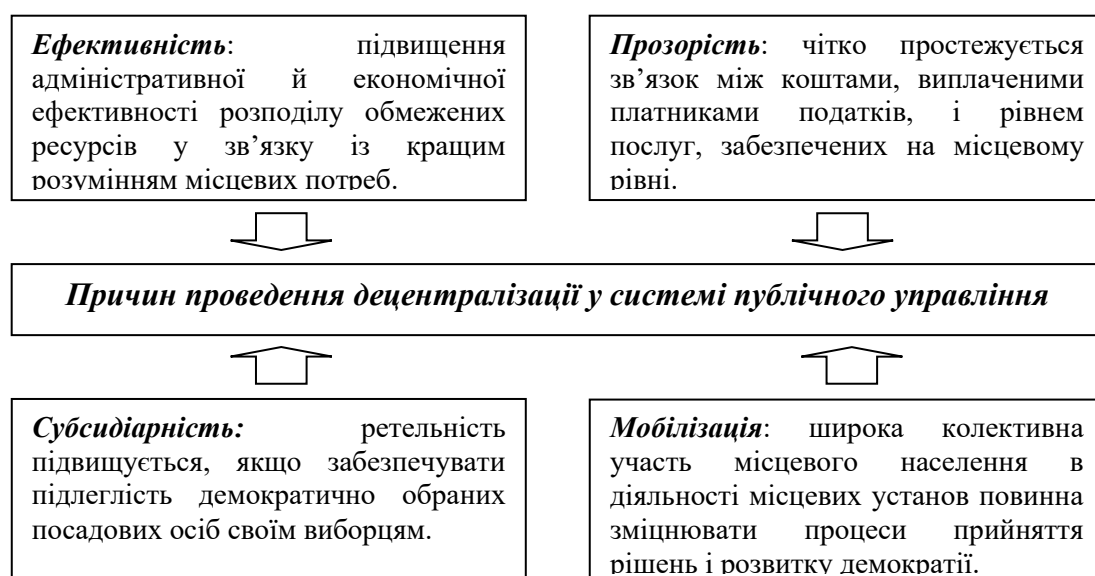 Ефективність: підвищення
адміністративної й економічної
ефективності розподілу обмежених
ресурсів у зв’язку із кращим
розумінням місцевих потреб.
Прозорість: чітко простежується
зв’язок між коштами, виплаченими
платниками податків, і рівнем
послуг, забезпечених на місцевому
рівні.
Причин проведення децентралізації у системі публічного управління
Субсидіарність: ретельність
підвищується, якщо забезпечувати
підлеглість демократично обраних
посадових осіб своїм виборцям.
Мобілізація: широка колективна
участь місцевого населення в
діяльності місцевих установ повинна
зміцнювати процеси прийняття
рішень і розвитку демократії.